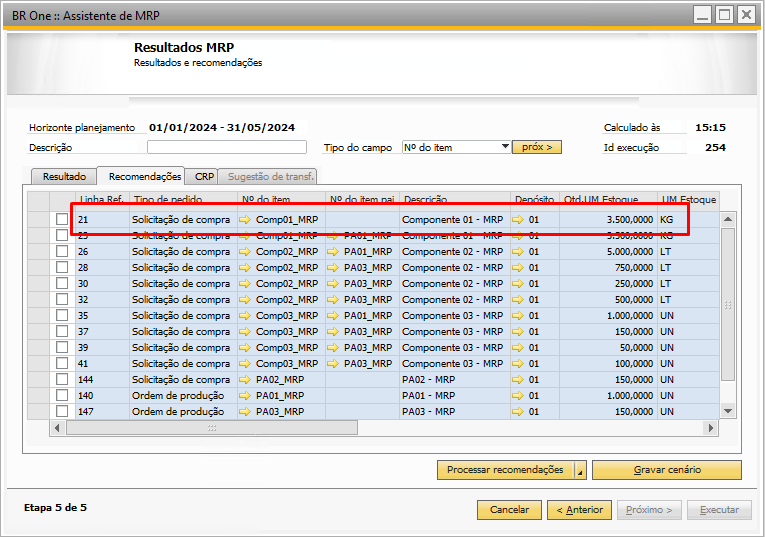 BR One :: Assistente de MRP
Resultados MRP
Resultados e recomendações
Horizonte planejamento 01/01/2024 - 31/05/2024 Calculado às 15:15
Descrição Tipo do campo Nº do item próx > Id execução 254
Resultado Recomendações CRP Sugestão de transf.
Linha Ref. Tipo de pedido Nº do item Nº do item pai Descrição Depósito Qtd.UM Estoque UM Estoque
21 Solicitação de compra Comp01_MRP Componente 01 - MRP 01 3.500,0000 KG
25 Solicitação de compra Comp01_MRP PA01_MRP Componente 01 - MRP 01 5.500,0000 KG
26 Solicitação de compra Comp02_MRP PA01_MRP Componente 02 - MRP 01 5.000,0000 LT
28 Solicitação de compra Comp02_MRP PA03_MRP Componente 02 - MRP 01 750,0000 LT
30 Solicitação de compra Comp02_MRP PA03_MRP Componente 02 - MRP 01 250,0000 LT
32 Solicitação de compra Comp02_MRP PA03_MRP Componente 02 - MRP 01 500,0000 LT
35 Solicitação de compra Comp03_MRP PA01_MRP Componente 03 - MRP 01 1.000,0000 UN
37 Solicitação de compra Comp03_MRP PA03_MRP Componente 03 - MRP 01 150,0000 UN
39 Solicitação de compra Comp03_MRP PA03_MRP Componente 03 - MRP 01 50,0000 UN
41 Solicitação de compra Comp03_MRP PA03_MRP Componente 03 - MRP 01 100,0000 UN
144 Solicitação de compra PA02_MRP PA02 - MRP 01 150,0000 UN
140 Ordem de produção PA01_MRP PA01 - MRP 01 1.000,0000 UN
147 Ordem de produção PA03_MRP PA03 - MRP 01 150,0000 UN
Processar recomendações Gravar cenário
Etapa 5 de 5 Cancelar < Anterior Próximo > Executar